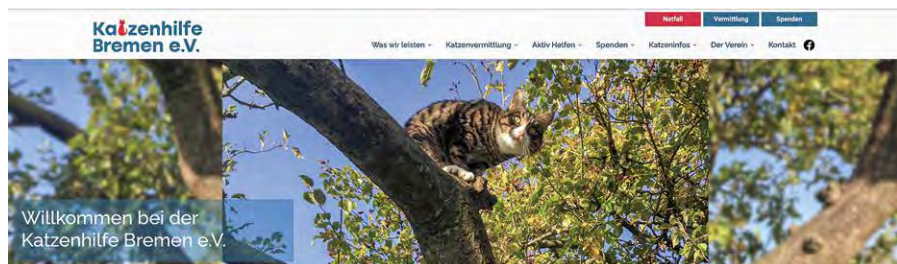 Katzenhilfe
Bremen e.V.
Notfall
Vermittlung
Spenden
Was wir leisten
Katzenvermittlung
Aktiv Helfen
Spenden
Katzeninfos
Der Verein
Kontakt
Willkommen bei der
Katzenhilfe Bremen e.V.